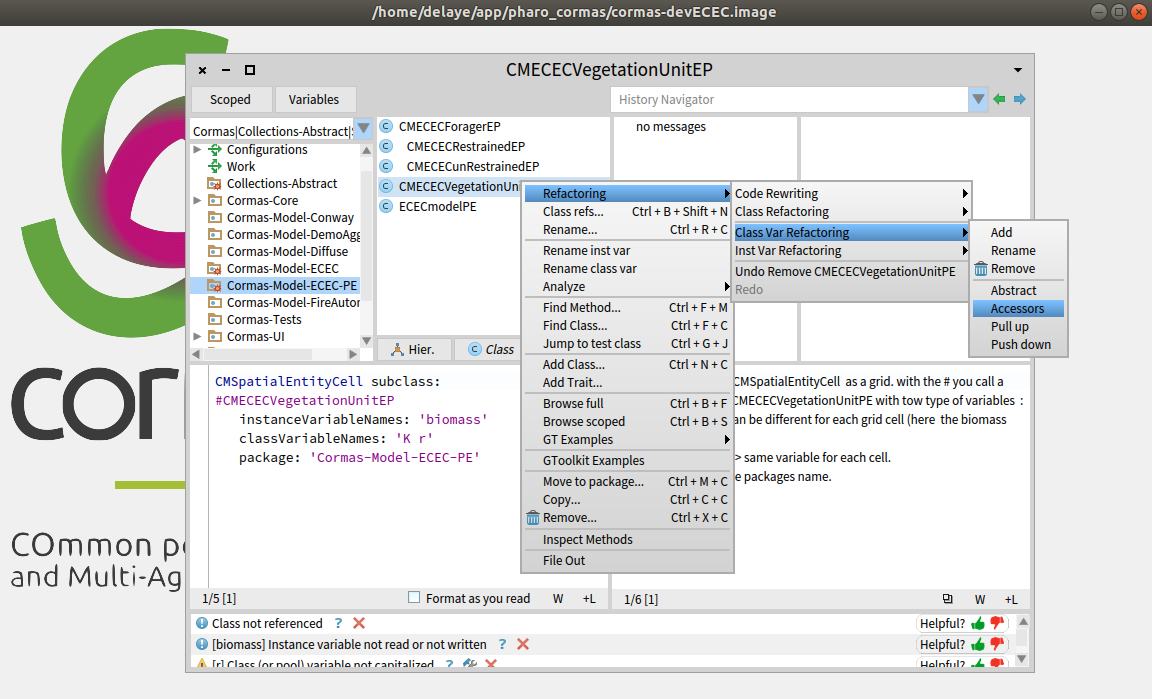 /home/delaye/app/pharo_cormas/cormas-devECEC.image
CMECECVegetationUnitEP
Scoped
Variables
History Navigator
Cormas|Collections-Abstract|
Configurations
Work
Collections-Abstract
Cormas-Core
Cormas-Model-Conway
Cormas-Model-DemoAgg
Cormas-Model-Diffuse
Cormas-Model-ECEC
Cormas-Model-ECEC-PE
Cormas-Model-FireAutor
Cormas-Tests
Cormas-UI
C CMECECForagerEP
C CMECECRestrainedEP
C CMECECunRestrainedEP
C CMECECVegetationUni
C ECECmodelPE
no messages
Hier.
C Class
Refactoring
Class refs... Ctrl + B + Shift + N
Rename... Ctrl + R + C
Rename inst var
Rename class var
Analyze
Find Method... Ctrl + F + M
Find Class... Ctrl + F + C
Jump to test class Ctrl + G + J
Add Class... Ctrl + N + C
Add Trait...
Browse full Ctrl + B + F
Browse scoped Ctrl + B + S
GT Examples
GToolkit Examples
Move to package... Ctrl + M + C
Copy... Ctrl + C + C
Remove... Ctrl + X + C
Inspect Methods
File Out
Code Rewriting
Class Refactoring
Class Var Refactoring
Inst Var Refactoring
Undo Remove CMECECVegetationUnitPE
Redo
Add
Rename
Remove
Abstract
Accessors
Pull up
Push down
CMSpatialEntityCell subclass:
#CMECECVegetationUnitEP
instanceVariableNames: 'biomass'
classVariableNames: 'K r'
package: 'Cormas-Model-ECEC-PE'
CMSpatialEntityCell as a grid. with the # you call a
CMECECVegetationUnitPE with tow type of variables :
an be different for each grid cell (here the biomass
> same variable for each cell.
e packages name.
1/5 [1]
Format as you read
W
+L
1/6 [1]
W
+L
Class not referenced ?
Helpful?
[biomass] Instance variable not read or not written ?
Helpful?
[r] Class (or pool) variable not capitalized ?
Helpful?
cor
COmmon p
and Multi-Ag